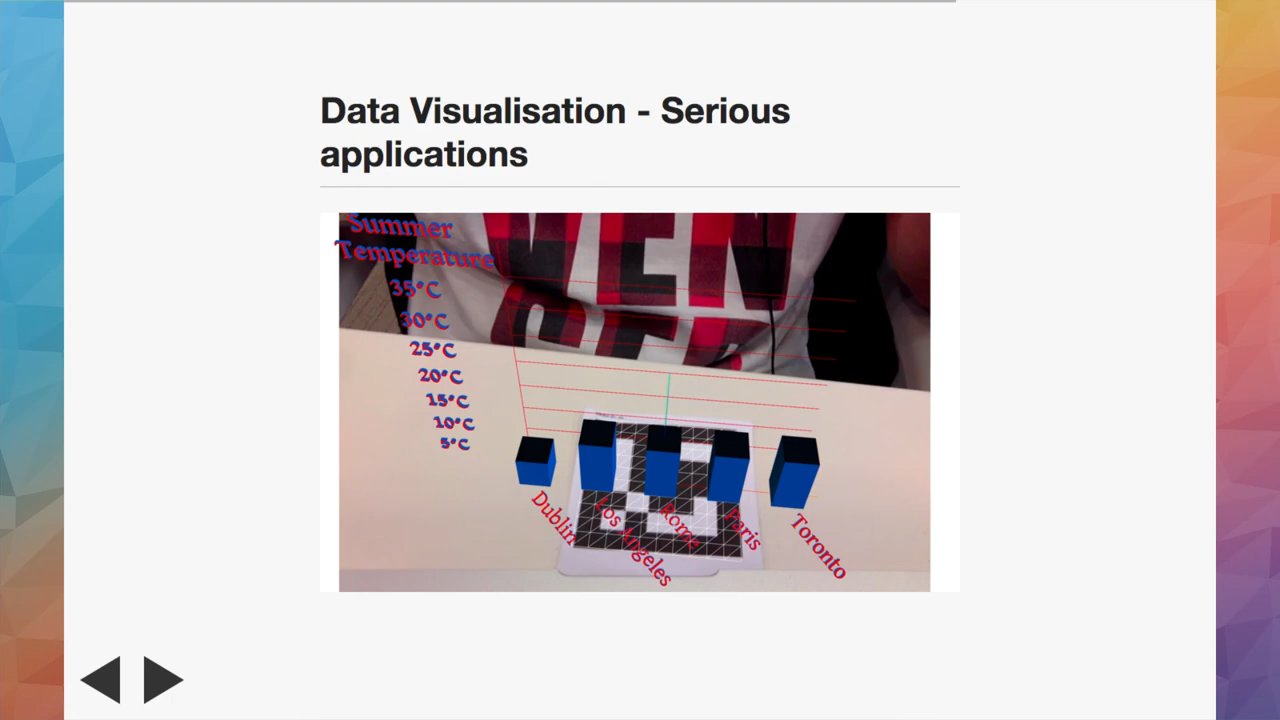 Data Visualisation - Serious
applications
Summer
Temperature
35°C
30°C
25°C
20°C
15°C
10°C
5°C
Dublin
Los Angeles
Rome
Paris
Toronto
VEN